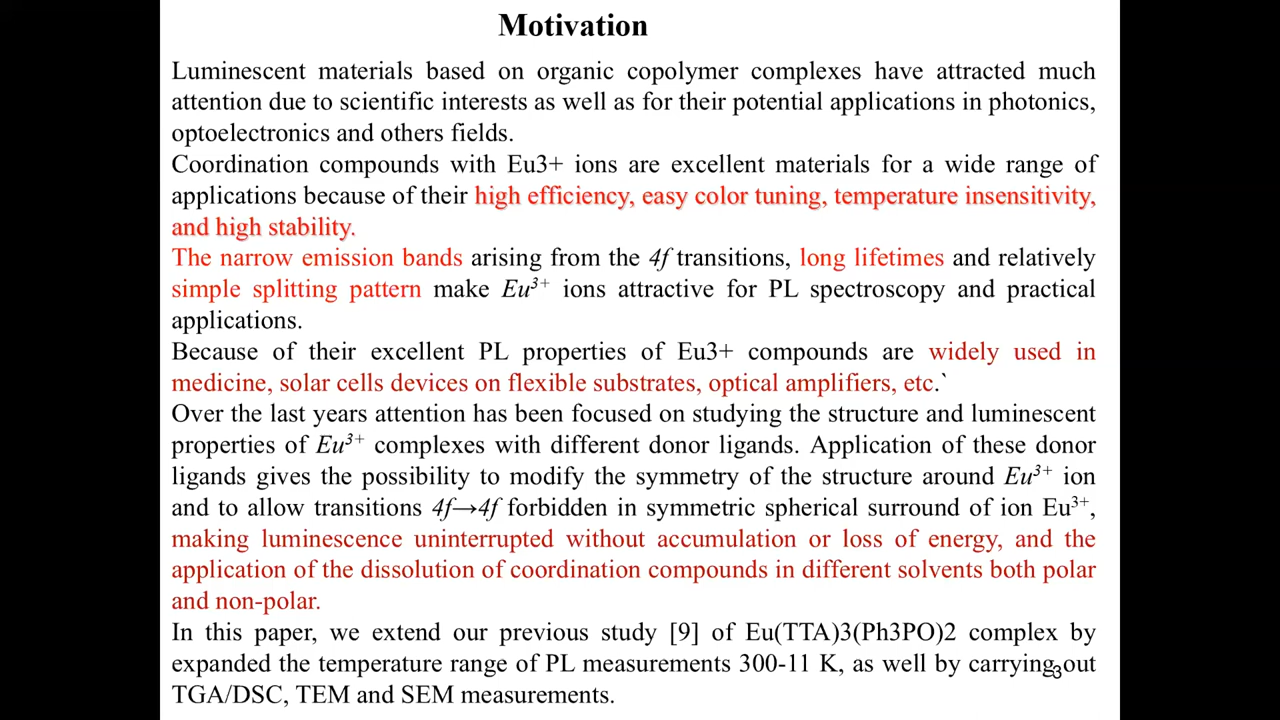 Motivation
Luminescent materials based on organic copolymer complexes have attracted much
attention due to scientific interests as well as for their potential applications in photonics,
optoelectronics and others fields.
Coordination compounds with Eu3+ ions are excellent materials for a wide range of
applications because of their high efficiency, easy color tuning, temperature insensitivity,
and high stability.
The narrow emission bands arising from the 4f transitions, long lifetimes and relatively
simple splitting pattern make Eu³⁺ ions attractive for PL spectroscopy and practical
applications.
Because of their excellent PL properties of Eu3+ compounds are widely used in
medicine, solar cells devices on flexible substrates, optical amplifiers, etc.`
Over the last years attention has been focused on studying the structure and luminescent
properties of Eu³⁺ complexes with different donor ligands. Application of these donor
ligands gives the possibility to modify the symmetry of the structure around Eu³⁺ ion
and to allow transitions 4f→4f forbidden in symmetric spherical surround of ion Eu³⁺,
making luminescence uninterrupted without accumulation or loss of energy, and the
application of the dissolution of coordination compounds in different solvents both polar
and non-polar.
In this paper, we extend our previous study [9] of Eu(TTA)3(Ph3PO)2 complex by
expanded the temperature range of PL measurements 300-11 K, as well by carrying out
TGA/DSC, TEM and SEM measurements.
3